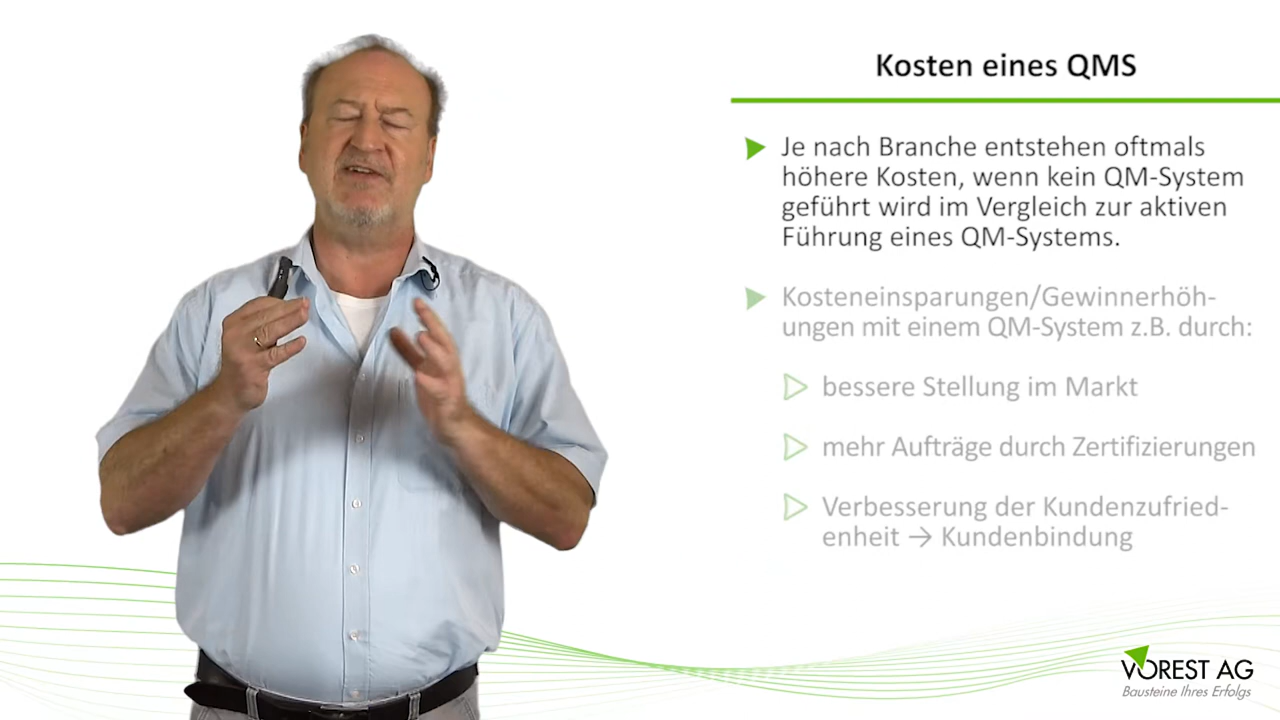 Kosten eines QMS
Je nach Branche entstehen oftmals
höhere Kosten, wenn kein QM-System
geführt wird im Vergleich zur aktiven
Führung eines QM-Systems.
Kosteneinsparungen/Gewinnerhöh-
ungen mit einem QM-System z.B. durch:
bessere Stellung im Markt
mehr Aufträge durch Zertifizierungen
Verbesserung der Kundenzufried-
enheit → Kundenbindung
VOREST AG
Bausteine Ihres Erfolgs